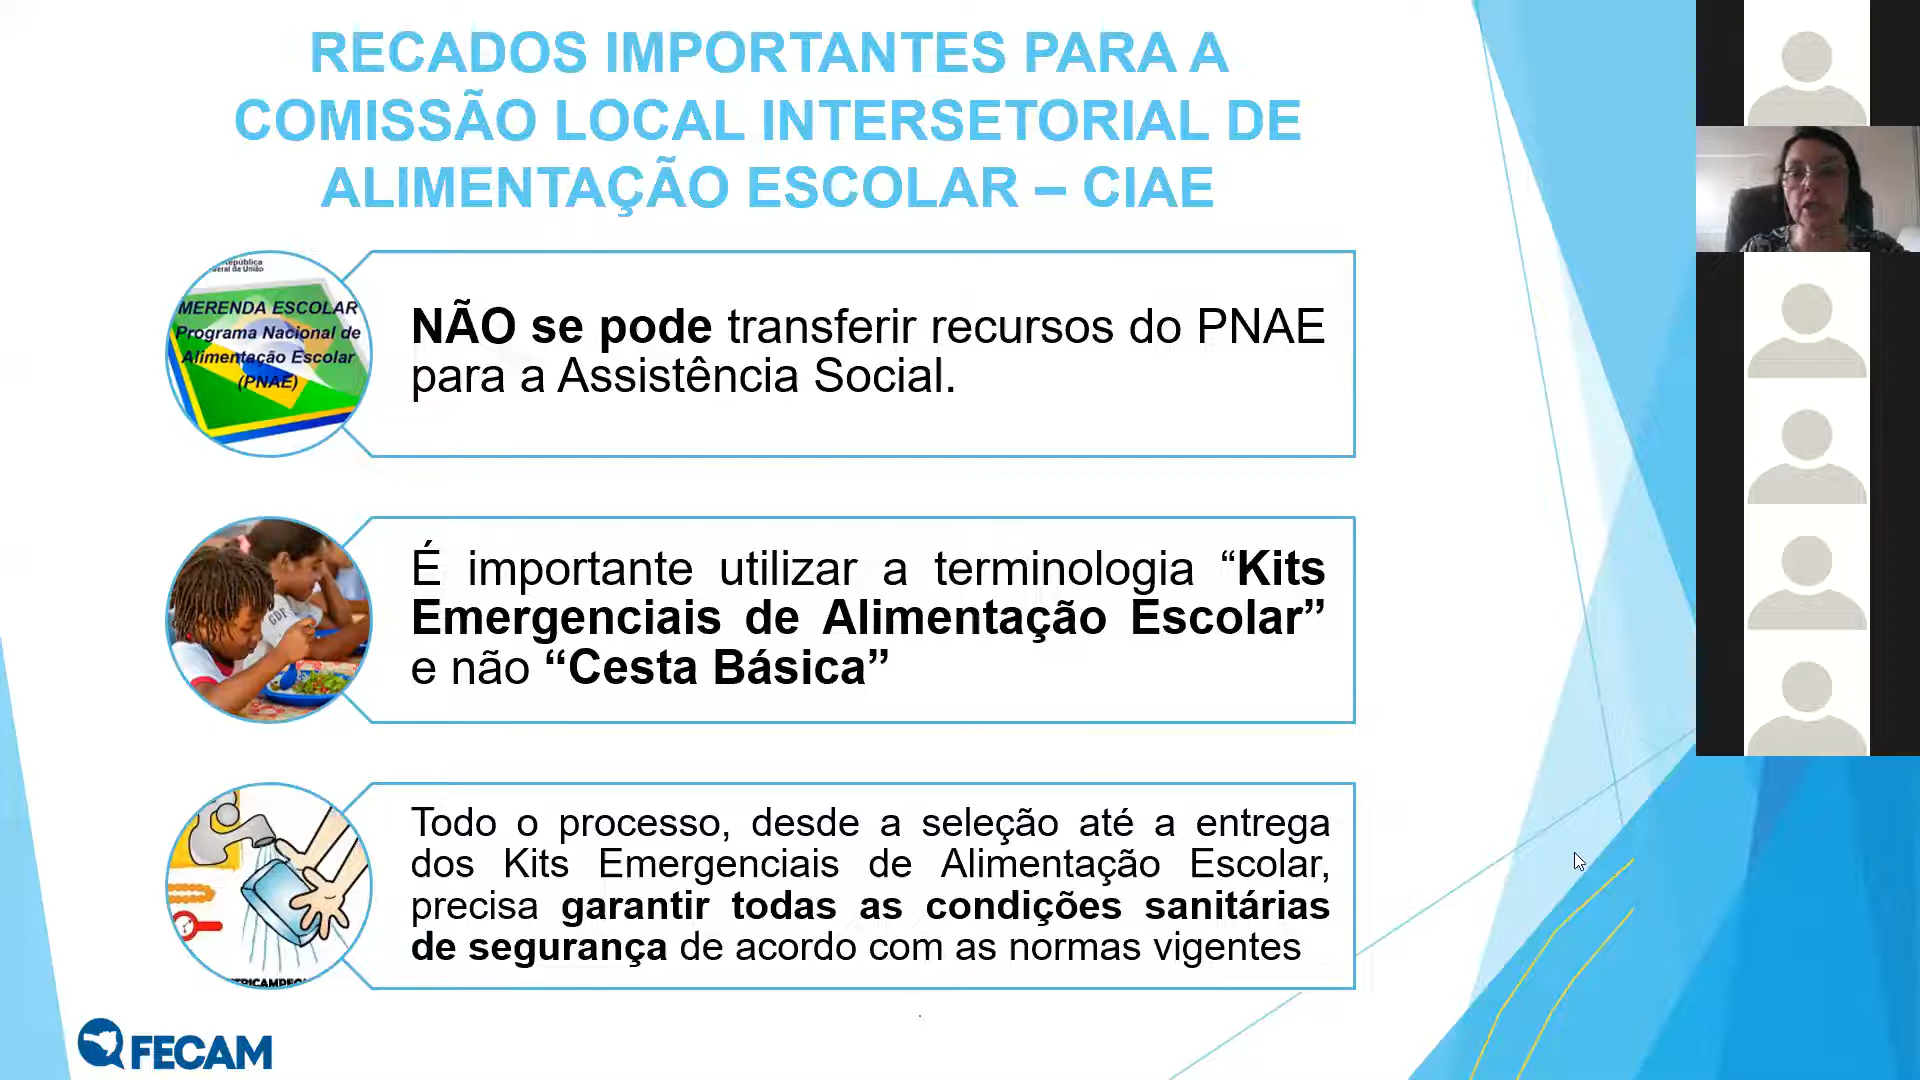 RECADOS IMPORTANTES PARA A
COMISSÃO LOCAL INTERSETORIAL DE
ALIMENTAÇÃO ESCOLAR – CIAE
MERENDA ESCOLAR
Programa Nacional de
Alimentação Escolar
(PNAE)
NÃO se pode transferir recursos do PNAE
para a Assistência Social.
É importante utilizar a terminologia “Kits
Emergenciais de Alimentação Escolar”
e não “Cesta Básica”
Todo o processo, desde a seleção até a entrega
dos Kits Emergenciais de Alimentação Escolar,
precisa garantir todas as condições sanitárias
de segurança de acordo com as normas vigentes
FECAM